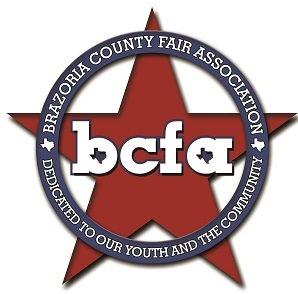 BRAZORIA COUNTY FAIR ASSOCIATION
bcfa
DEDICATED TO OUR YOUTH AND THE COMMUNITY